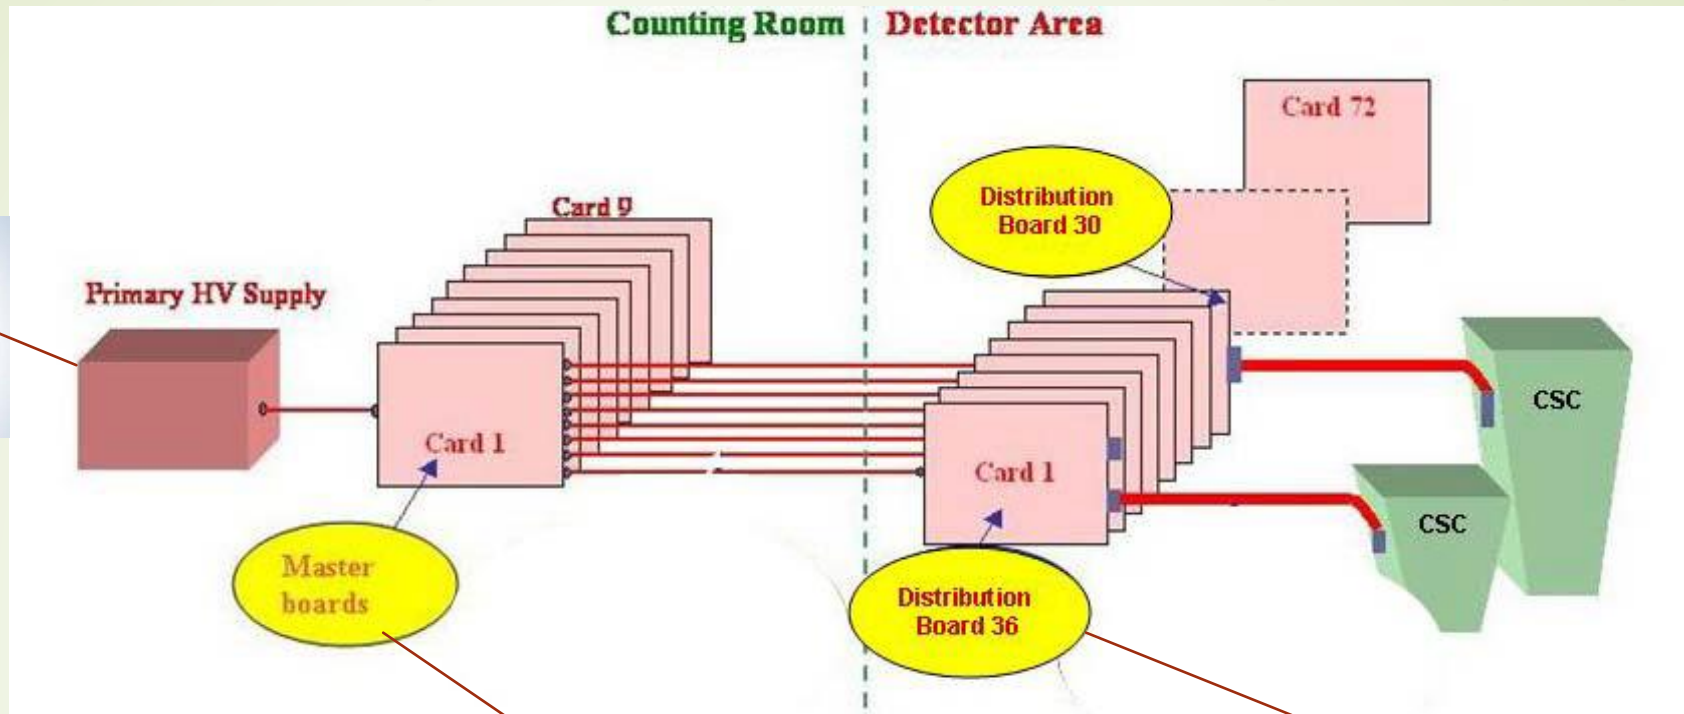 Counting Room
Detector Area
Card 72
Distribution
Board 30
Card 9
Primary HV Supply
CSC
Card 1
Card 1
CSC
Master
boards
Distribution
Board 36